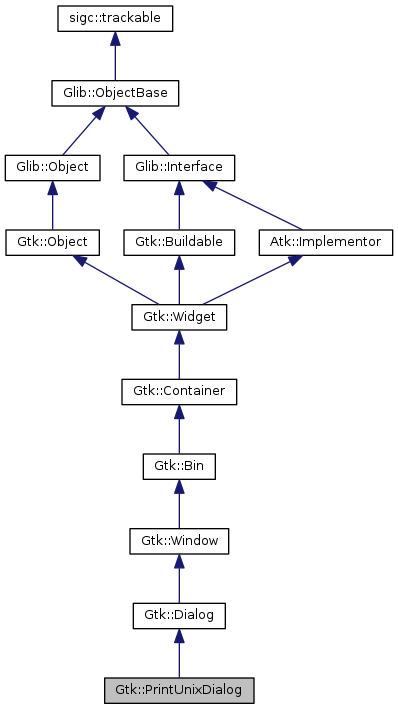 sigc::trackable
Glib::ObjectBase
Glib::Object
Glib::Interface
Gtk::Object
Gtk::Buildable
Atk::Implementor
Gtk::Widget
Gtk::Container
Gtk::Bin
Gtk::Window
Gtk::Dialog
Gtk::PrintUnixDialog